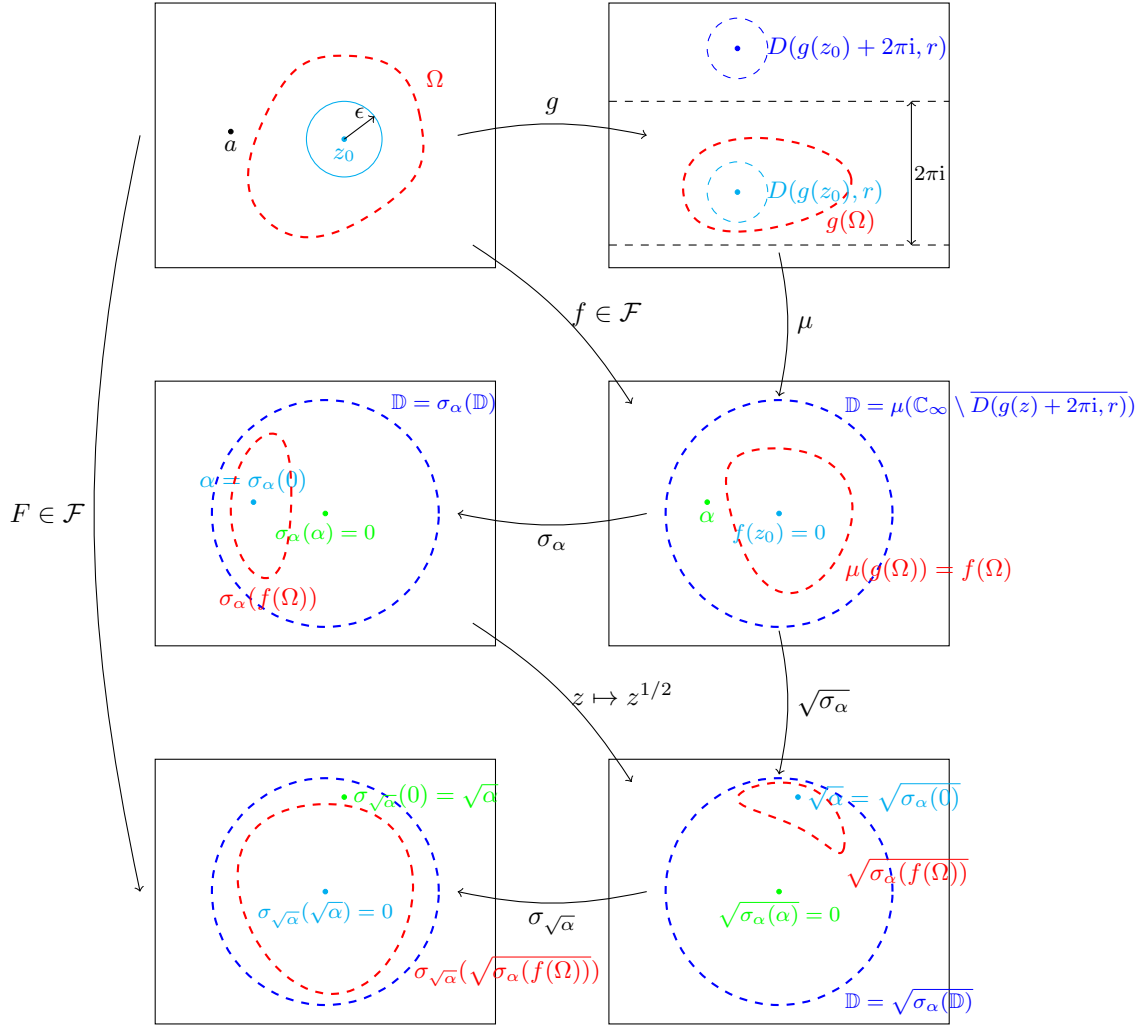 Ω
ϵ
a
z₀
g
D(g(z₀) + 2πi, r)
2πi
D(g(z₀), r)
g(Ω)
f ∈ ℱ
μ
F ∈ ℱ
𝔻 = σ_α(𝔻)
α = σ_α(0)
σ_α(α) = 0
σ_α(f(Ω))
σ_α
𝔻 = μ(ℂ_∞ \ \overline{D(g(z) + 2πi, r)})
α
f(z₀) = 0
μ(g(Ω)) = f(Ω)
z ↦ z^{1/2}
√σ_α
σ_{√α}(0) = √α
σ_{√α}(√α) = 0
σ_{√α}(√{σ_α(f(Ω))})
σ_{√α}
√α = √{σ_α(0)}
√{σ_α(f(Ω))}
√{σ_α(α)} = 0
𝔻 = √{σ_α(𝔻)}